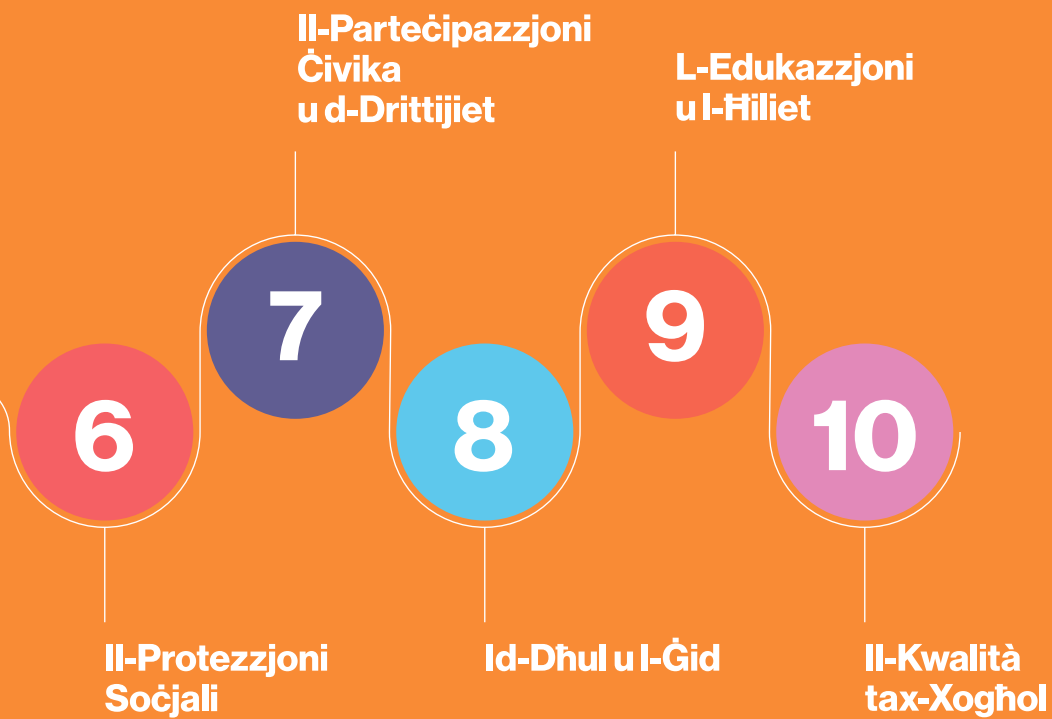 Il-Parteċipazzjoni
Ċivika
u d-Drittijiet
L-Edukazzjoni
u l-Ħiliet
7
9
6
8
10
Il-Protezzjoni
Soċjali
Id-Dħul u l-Ġid
Il-Kwalità
tax-Xogħol